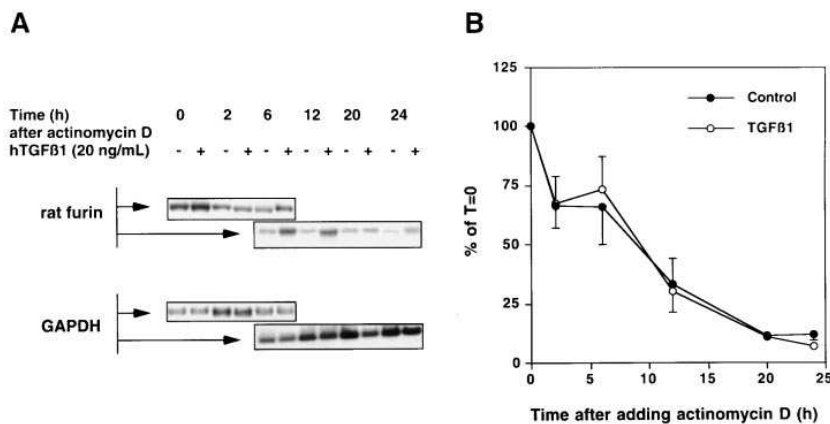 A
Time (h) 0 2 6 12 20 24
after actinomycin D
hTGFß1 (20 ng/mL) - + - + - + - + - + - +
rat furin
GAPDH
B
125
100
75
50
25
0
% of T=0
Control
TGFß1
0 5 10 15 20 25
Time after adding actinomycin D (h)